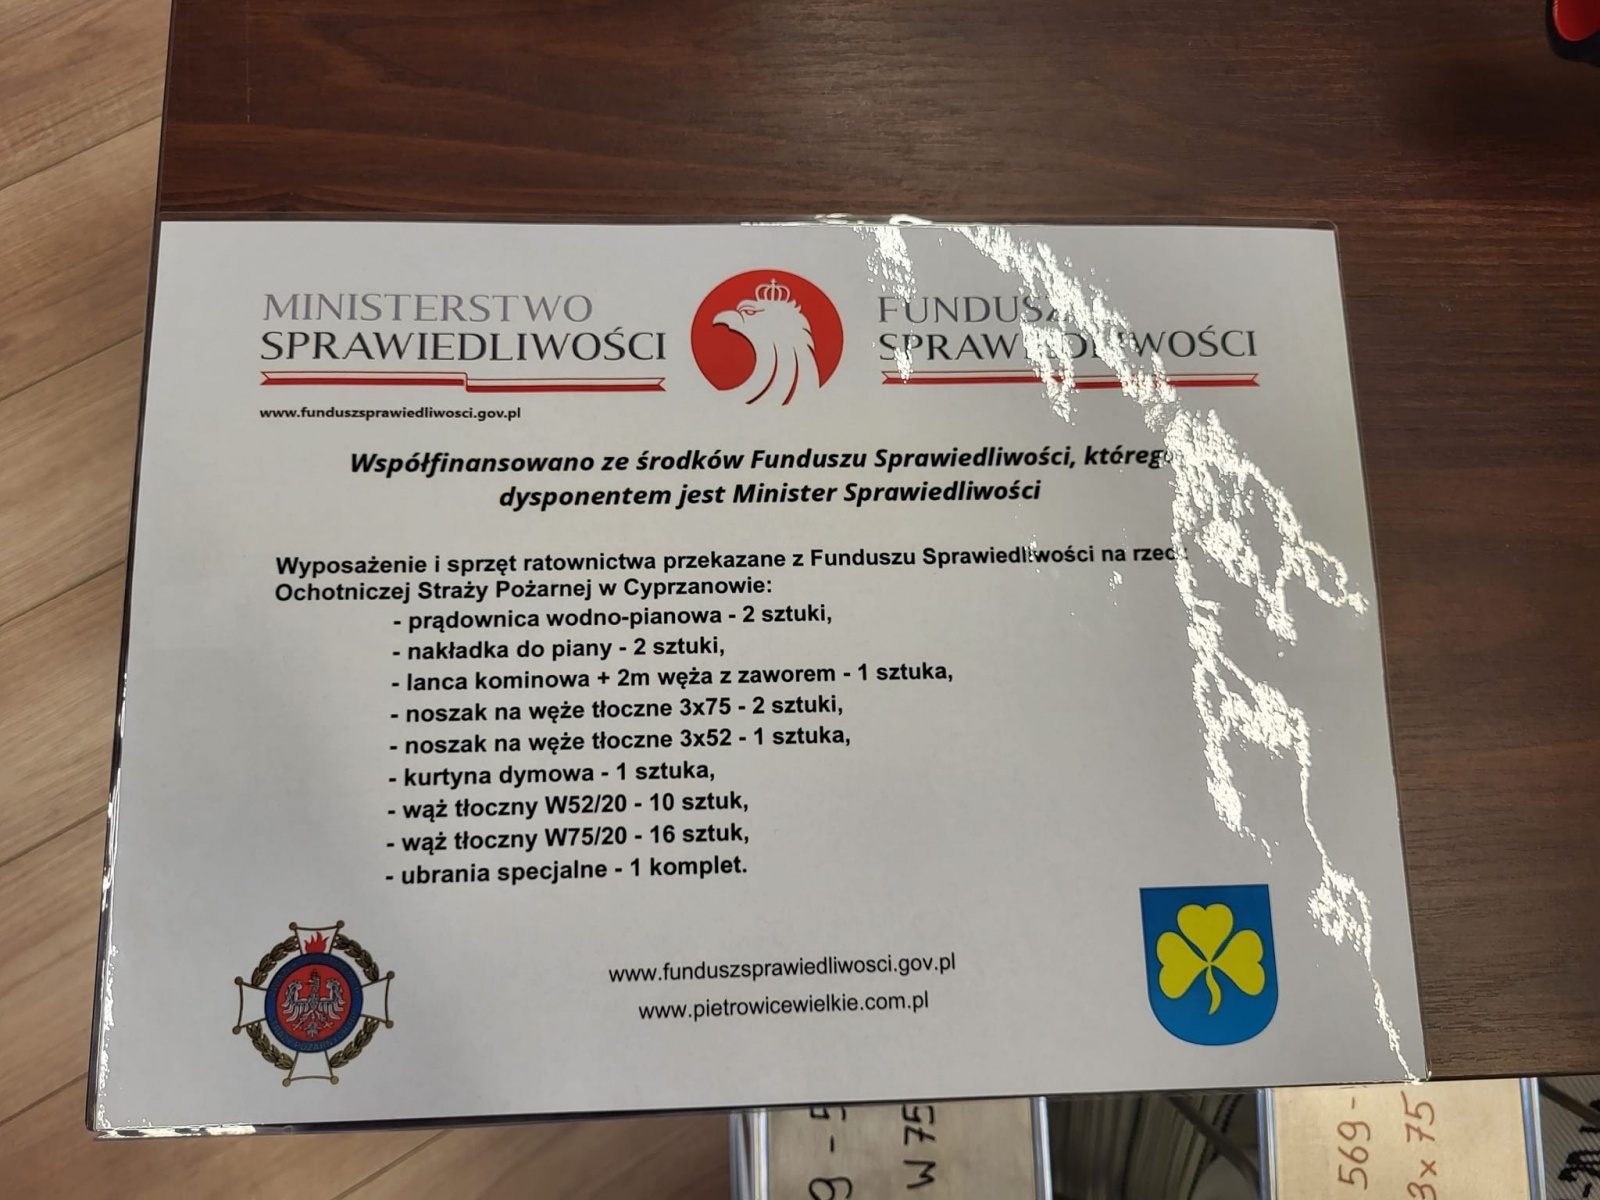 MINISTERSTWO
SPRAWIEDLIWOŚCI
FUNDUSZ
SPRAWIEDLIWOŚCI
www.funduszsprawiedliwosci.gov.pl
Współfinansowano ze środków Funduszu Sprawiedliwości, którego
dysponentem jest Minister Sprawiedliwości
Wyposażenie i sprzęt ratownictwa przekazane z Funduszu Sprawiedliwości na rzecz
Ochotniczej Straży Pożarnej w Cyprzanowie:
- prądownica wodno-pianowa - 2 sztuki,
- nakładka do piany - 2 sztuki,
- lanca kominowa + 2m węża z zaworem - 1 sztuka,
- noszak na węże tłoczne 3x75 - 2 sztuki,
- noszak na węże tłoczne 3x52 - 1 sztuka,
- kurtyna dymowa - 1 sztuka,
- wąż tłoczny W52/20 - 10 sztuk,
- wąż tłoczny W75/20 - 16 sztuk,
- ubrania specjalne - 1 komplet.
www.funduszsprawiedliwosci.gov.pl
www.pietrowicewielkie.com.pl
W 75
569 -
3x75